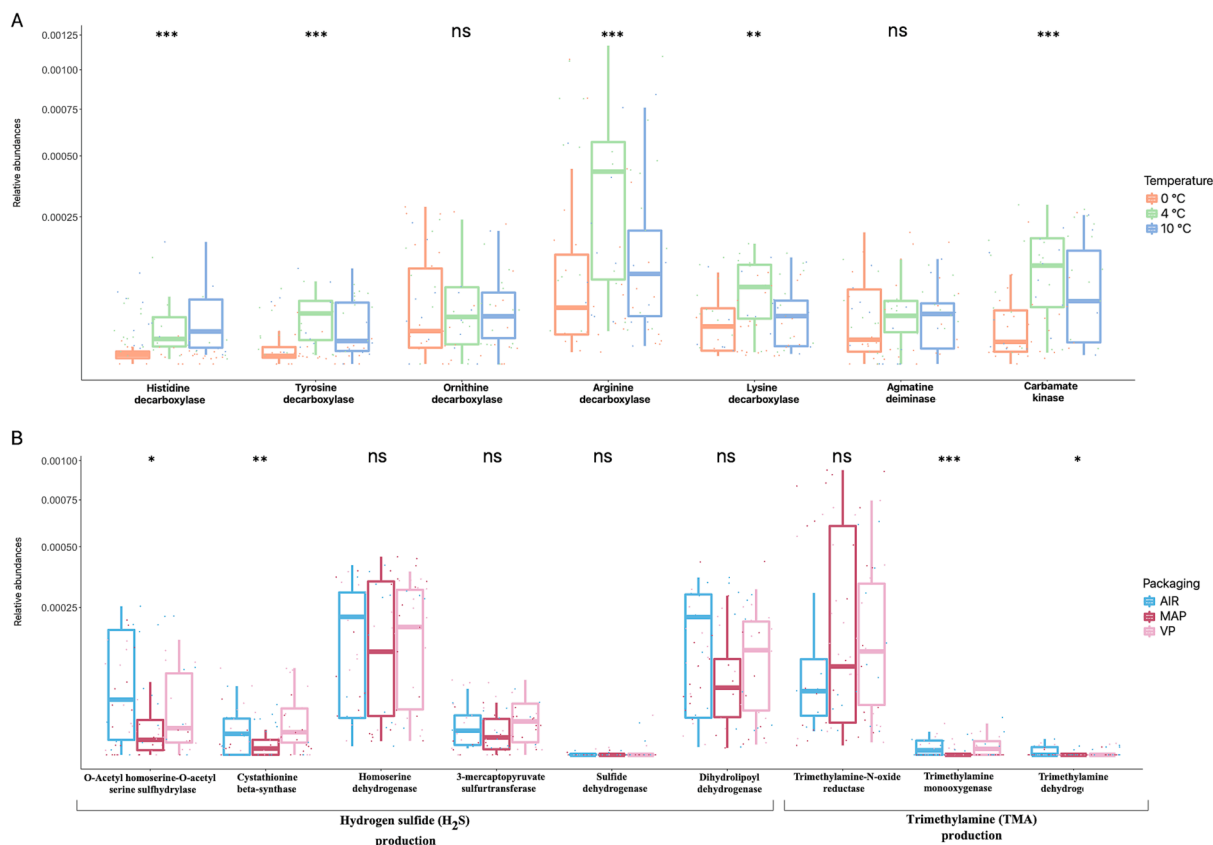 A
*** *** ns *** ** ns ***
0.00125
0.00100
0.00075
0.00050
0.00025
Relative abundances
Temperature
0 °C
4 °C
10 °C
Histidine
decarboxylase
Tyrosine
decarboxylase
Ornithine
decarboxylase
Arginine
decarboxylase
Lysine
decarboxylase
Agmatine
deiminase
Carbamate
kinase
B
* ** ns ns ns ns ns *** *
0.00100
0.00075
0.00050
0.00025
Relative abundances
Packaging
AIR
MAP
VP
O-Acetyl homoserine-O-acetyl
serine sulfhydrylase
Cystathionine
beta-synthase
Homoserine
dehydrogenase
3-mercaptopyruvate
sulfurtransferase
Sulfide
dehydrogenase
Dihydrolipoyl
dehydrogenase
Trimethylamine-N-oxide
reductase
Trimethylamine
monooxygenase
Trimethylamine
dehydrog
Hydrogen sulfide (H₂S)
production
Trimethylamine (TMA)
production